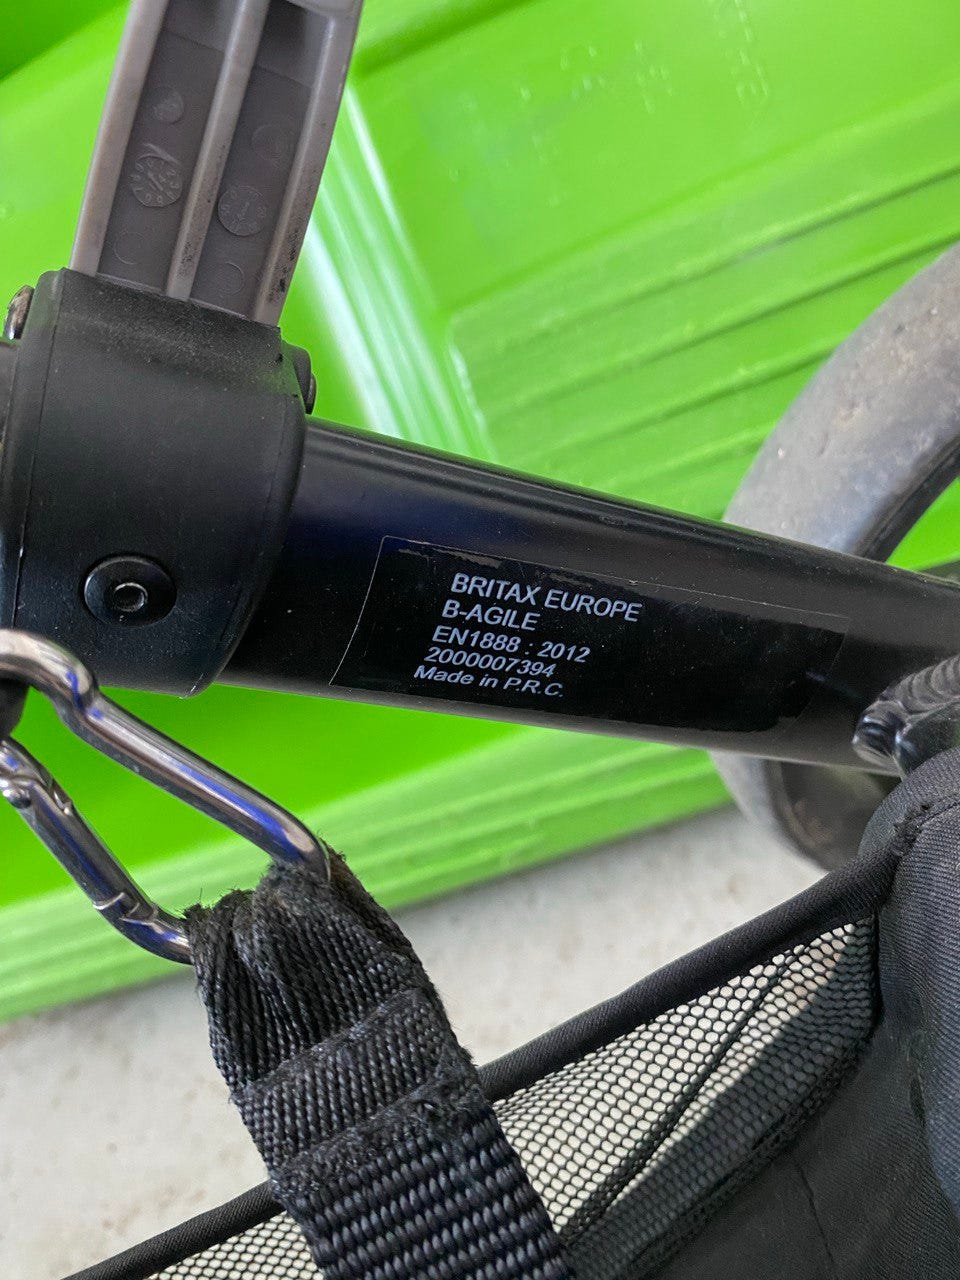 BRITAX EUROPE
B-AGILE
EN1888 : 2012
2000007394
Made in P.R.C.